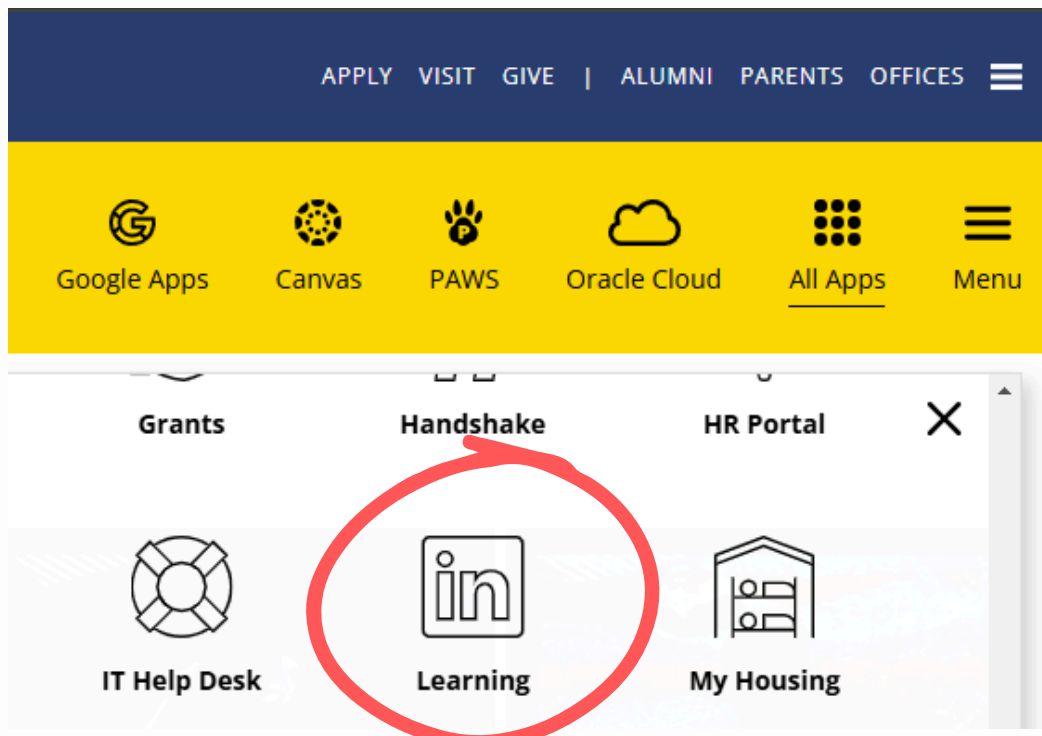 APPLY VISIT GIVE | ALUMNI PARENTS OFFICES
Google Apps Canvas PAWS Oracle Cloud All Apps Menu
Grants Handshake HR Portal
in
IT Help Desk Learning My Housing